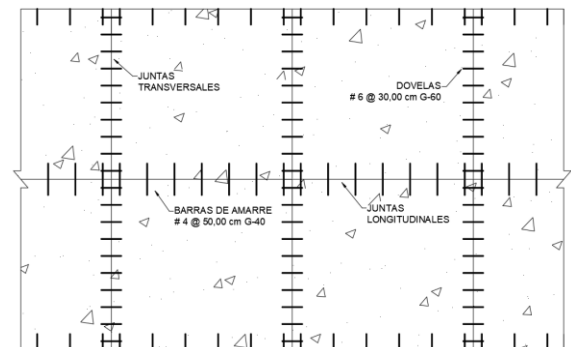 JUNTAS
TRANSVERSALES
DOVELAS
# 6 @ 30,00 cm G-60
BARRAS DE AMARRE
# 4 @ 50,00 cm G-40
JUNTAS
LONGITUDINALES